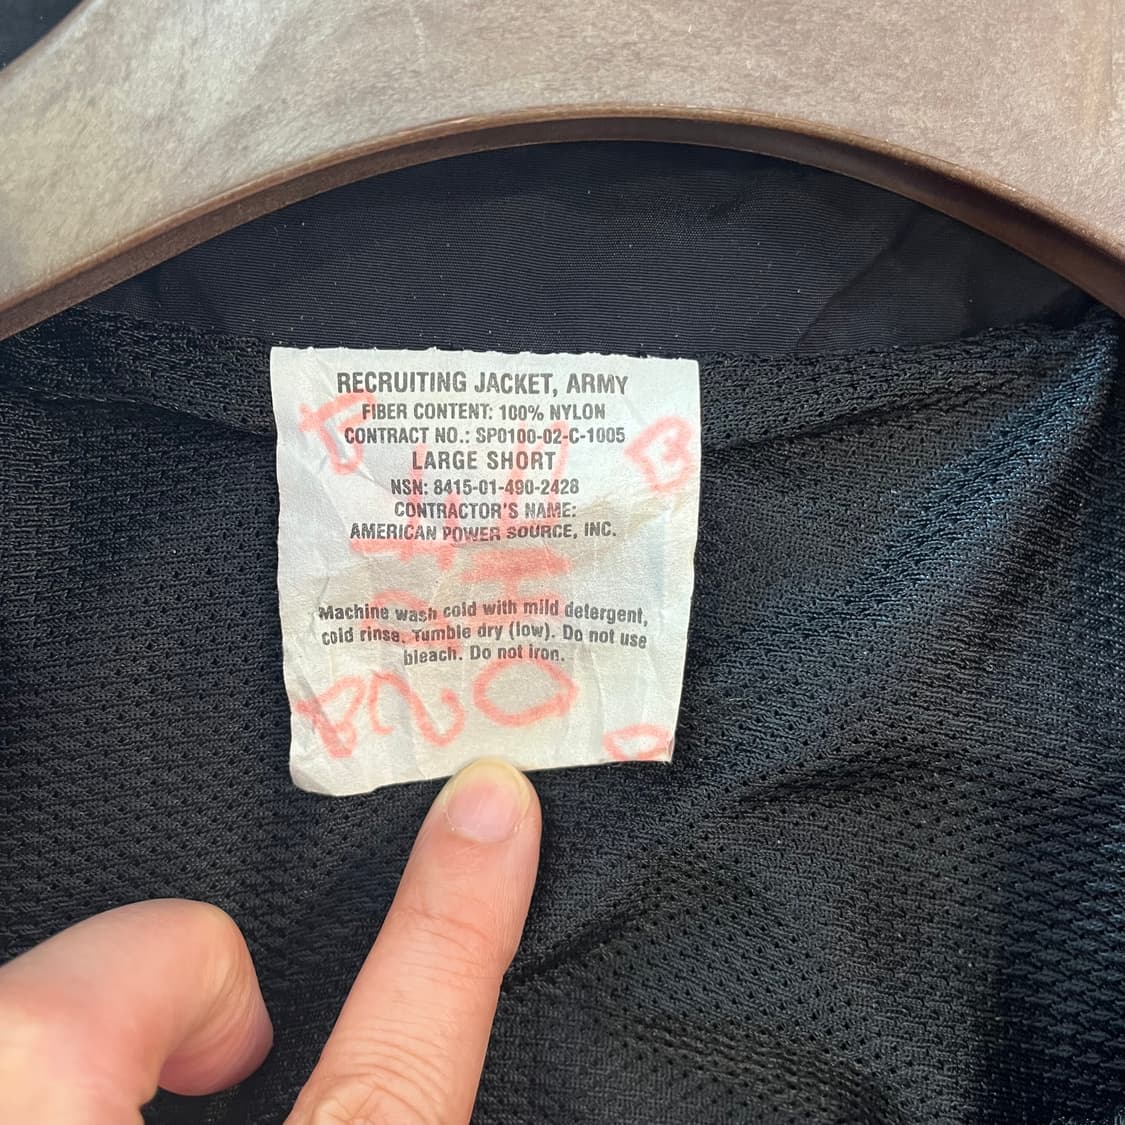 RECRUITING JACKET, ARMY
FIBER CONTENT: 100% NYLON
CONTRACT NO.: SP0100-02-C-1005
LARGE SHORT
NSN: 8415-01-490-2428
CONTRACTOR'S NAME:
AMERICAN POWER SOURCE, INC.
Machine wash cold with mild detergent,
cold rinse. Tumble dry (low). Do not use
bleach. Do not iron.